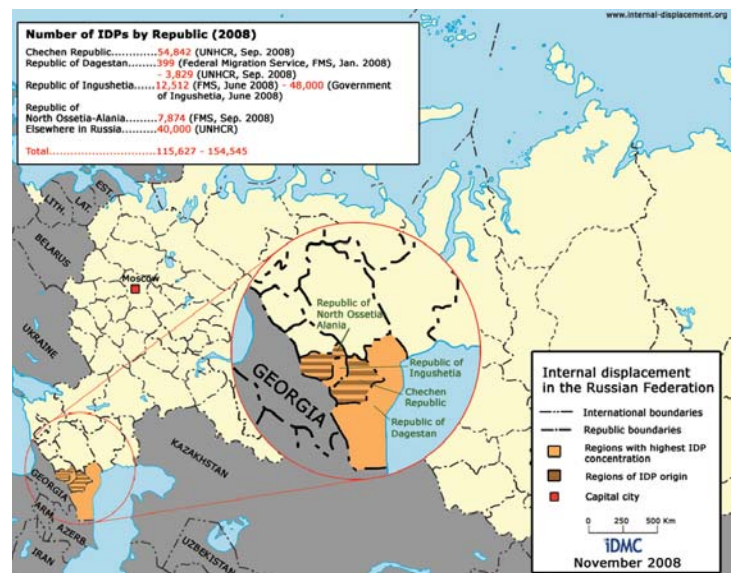 www.internal-displacement.org
Number of IDPs by Republic (2008)
Chechen Republic............54,842 (UNHCR, Sep. 2008)
Republic of Dagestan.......399 (Federal Migration Service, FMS, Jan. 2008)
- 3,829 (UNHCR, Sep. 2008)
Republic of Ingushetia.....12,512 (FMS, June 2008) - 48,000 (Government
of Ingushetia, June 2008)
Republic of
North Ossetia-Alania........7,874 (FMS, Sep. 2008)
Elsewhere in Russia.........40,000 (UNHCR)
Total..............................115,627 - 154,545
EST.
LAT.
LITH.
BELARUS
Moscow
UKRAINE
Republic of
North Ossetia-
Alania
Republic of
Ingushetia
Chechen
Republic
Republic of
Dagestan
GEORGIA
KAZAKHSTAN
GEORGIA
ARM.
AZERB.
IRAN
UZBEKISTAN
Internal displacement
in the Russian Federation
International boundaries
Republic boundaries
Regions with highest IDP
concentration
Regions of IDP origin
Capital city
0 250 500 Km
iDMC
November 2008